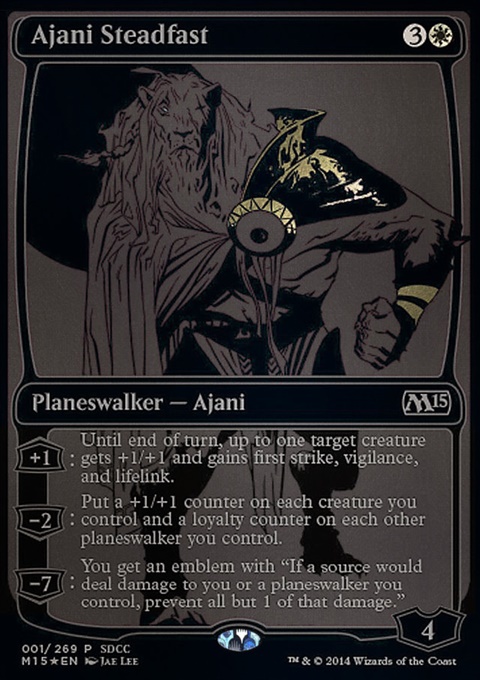 Ajani Steadfast 3
Planeswalker — Ajani M15
Until end of turn, up to one target creature
+1 : gets +1/+1 and gains first strike, vigilance,
and lifelink.
Put a +1/+1 counter on each creature you
−2 : control and a loyalty counter on each other
planeswalker you control.
You get an emblem with “If a source would
−7 : deal damage to you or a planeswalker you
control, prevent all but 1 of that damage.”
4
001/269 P SDCC
M15★EN Jae Lee
™ & © 2014 Wizards of the Coast